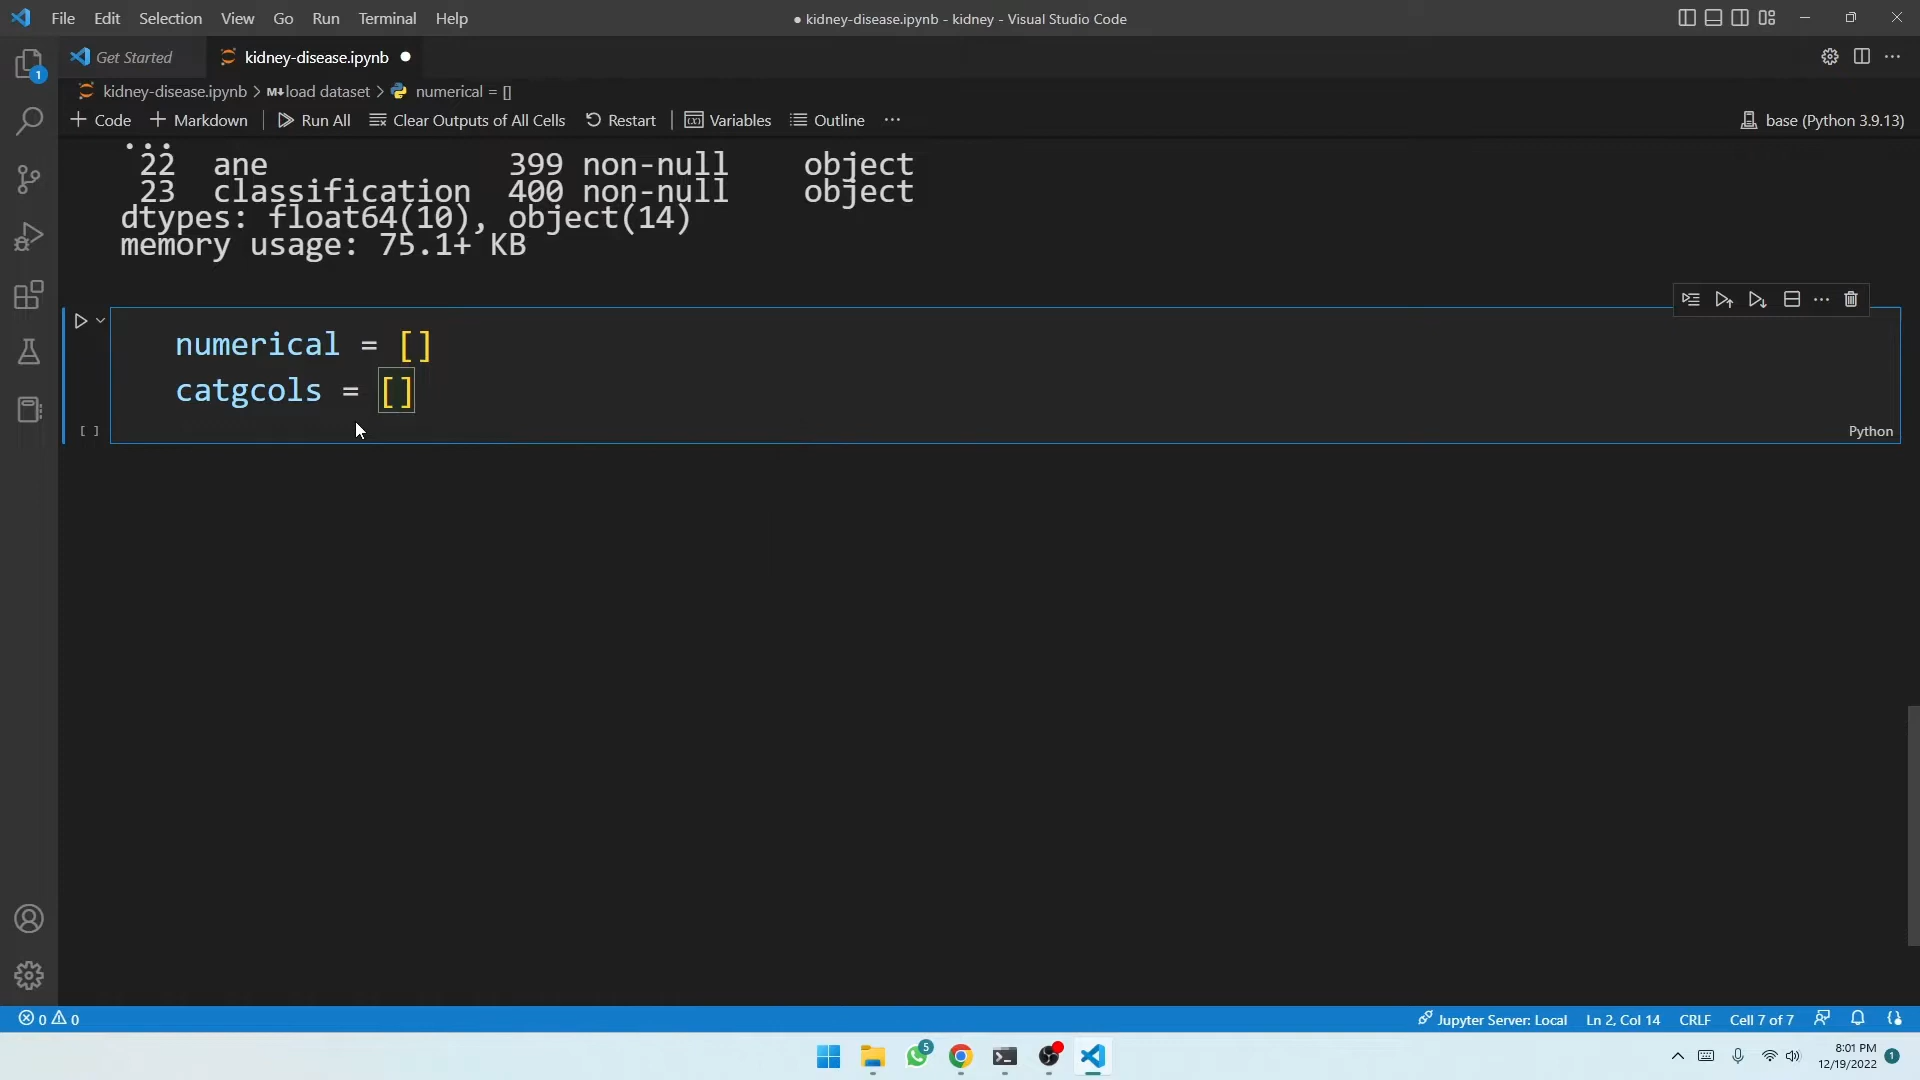 File Edit Selection View Go Run Terminal Help
● kidney-disease.ipynb - kidney - Visual Studio Code
1
Get Started
kidney-disease.ipynb ●
kidney-disease.ipynb > M↓load dataset > numerical = []
+ Code + Markdown | Run All Clear Outputs of All Cells Restart | Variables Outline ...
base (Python 3.9.13)
...
22 ane 399 non-null object
23 classification 400 non-null object
dtypes: float64(10), object(14)
memory usage: 75.1+ KB
numerical = []
catgcols = []
[ ]
Python
0 0
Jupyter Server: Local Ln 2, Col 14 CRLF Cell 7 of 7
5
8:01 PM
12/19/2022
1